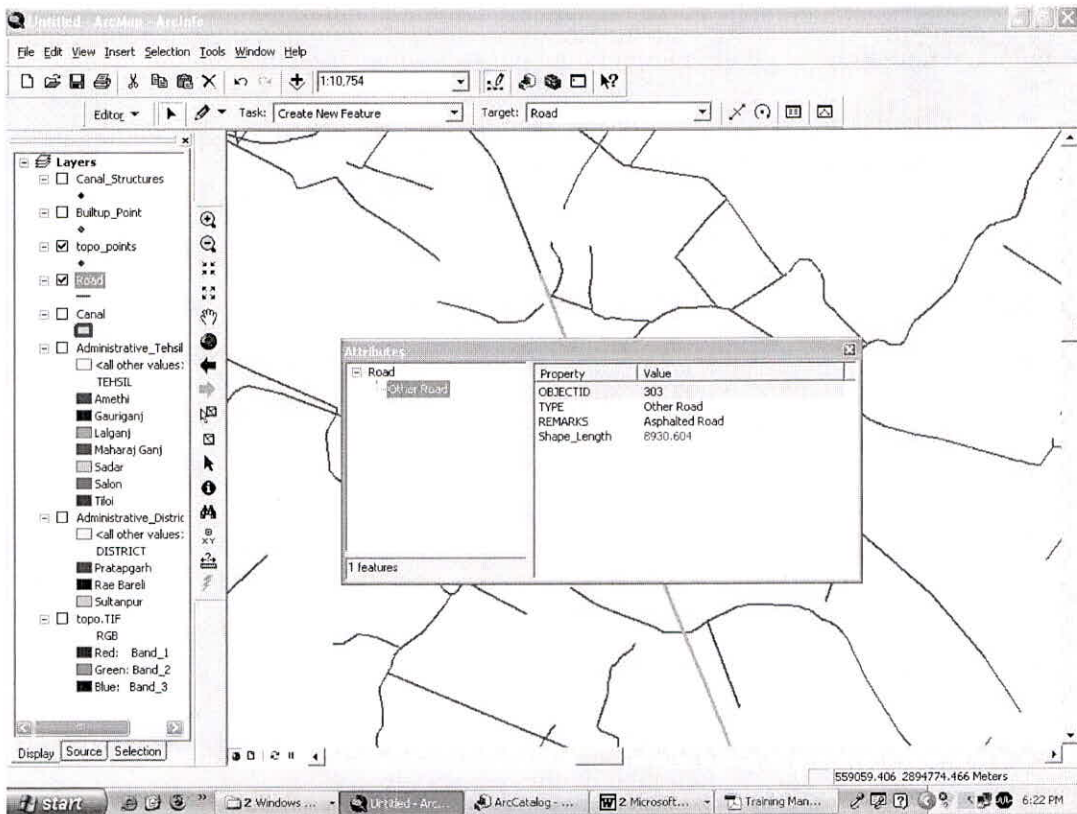 Untitled - ArcMap - ArcInfo
File Edit View Insert Selection Tools Window Help
1:10,754
Editor Task: Create New Feature Target: Road
Layers
Canal_Structures
Builtup_Point
topo_points
Road
Canal
Administrative_Tehsil
<all other values>
TEHSIL
Amethi
Gauriganj
Lalganj
Maharaj Ganj
Sadar
Salon
Tiloi
Administrative_Distric
<all other values>
DISTRICT
Pratapgarh
Rae Bareli
Sultanpur
topo.TIF
RGB
Red: Band_1
Green: Band_2
Blue: Band_3
Display Source Selection
Attributes
Road
Other Road
1 features
Property Value
OBJECTID 303
TYPE Other Road
REMARKS Asphalted Road
Shape_Length 8930.604
559059.406 2894774.466 Meters
start 2 Windows ... Untitled - Arc... ArcCatalog - ... 2 Microsoft... Training Man... 6:22 PM